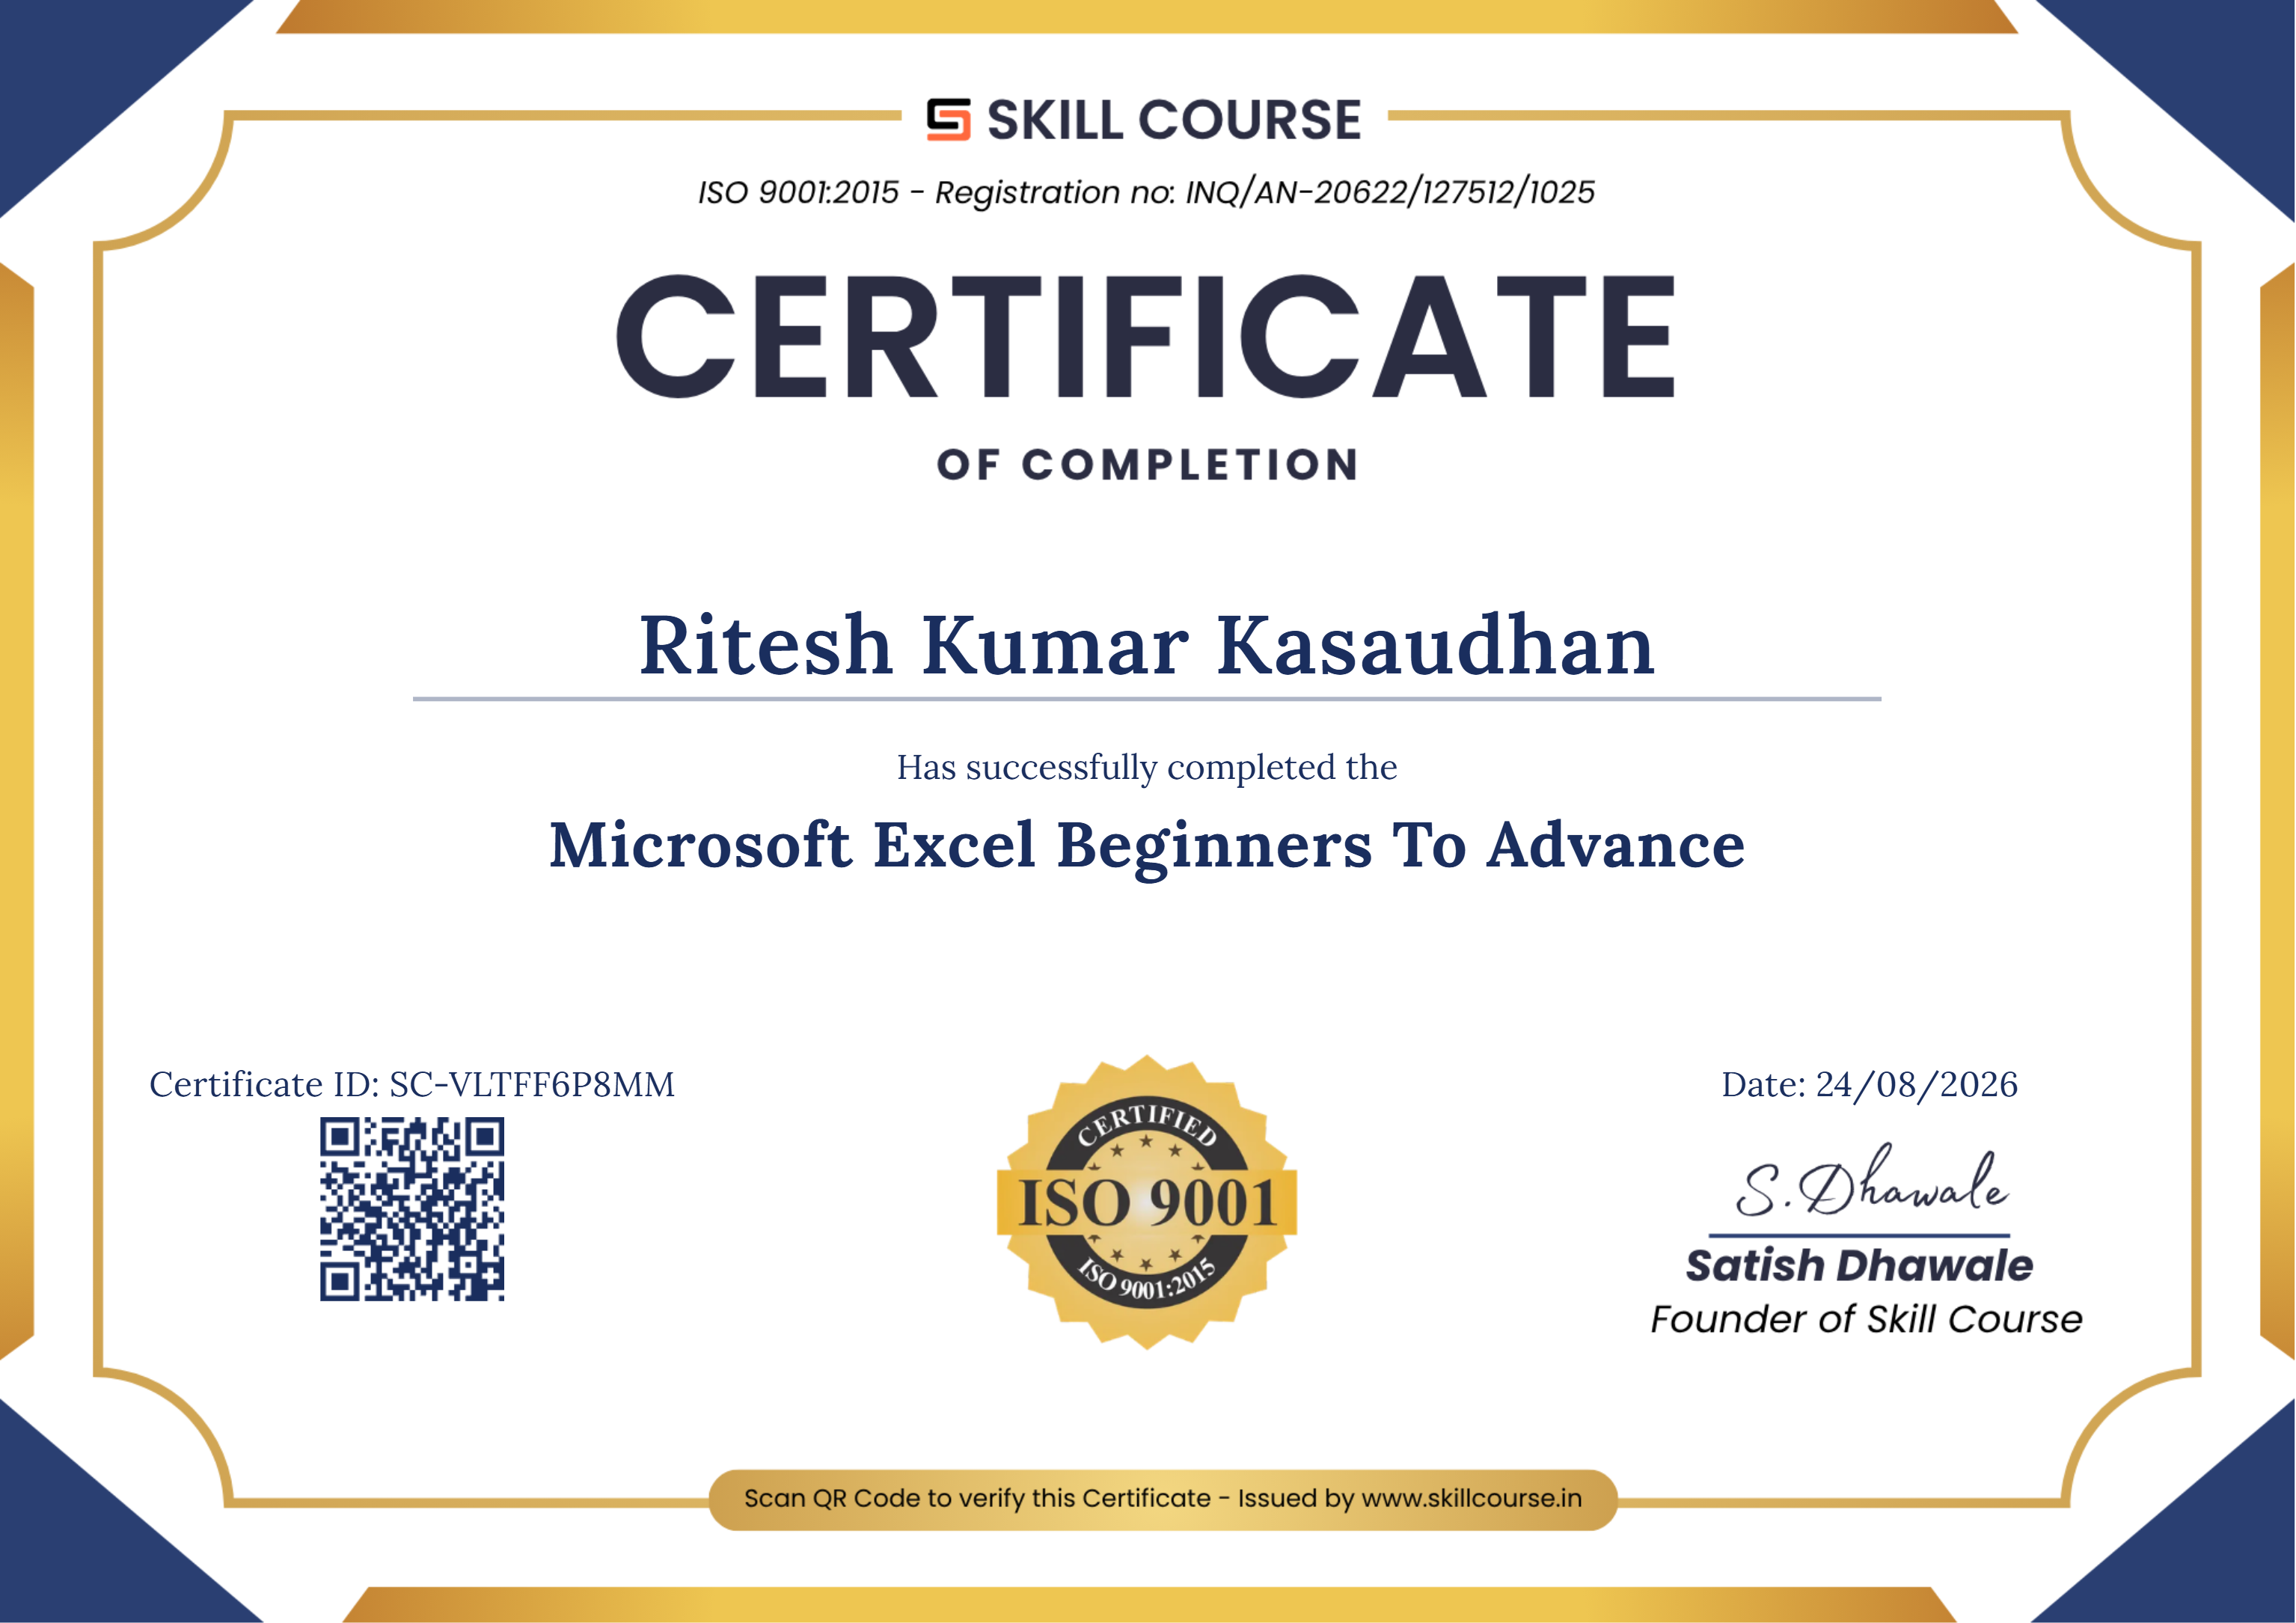 SKILL COURSE
ISO 9001:2015 - Registration no: INQ/AN-20622/127512/1025
CERTIFICATE
OF COMPLETION
Ritesh Kumar Kasaudhan
Has successfully completed the
Microsoft Excel Beginners To Advance
Certificate ID: SC-VLTFF6P8MM
CERTIFIED
ISO 9001
ISO 9001:2015
Date: 24/08/2026
S. Dhawale
Satish Dhawale
Founder of Skill Course
Scan QR Code to verify this Certificate - Issued by www.skillcourse.in